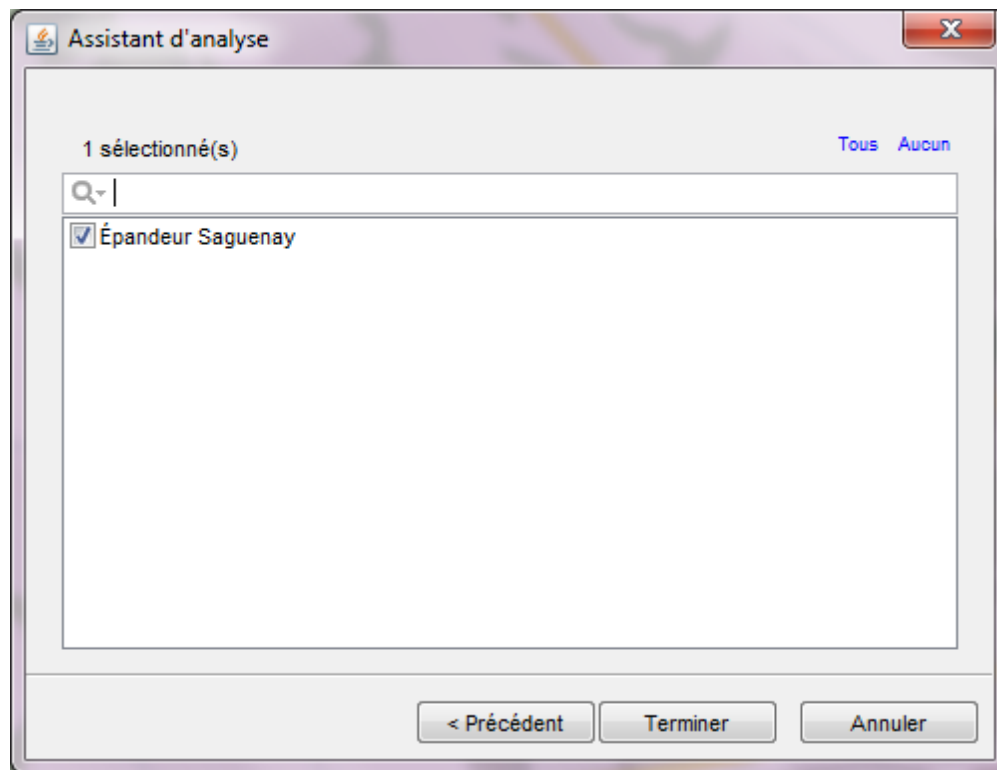 Assistant d'analyse
1 sélectionné(s)
Tous Aucun
Épandeur Saguenay
< Précédent
Terminer
Annuler